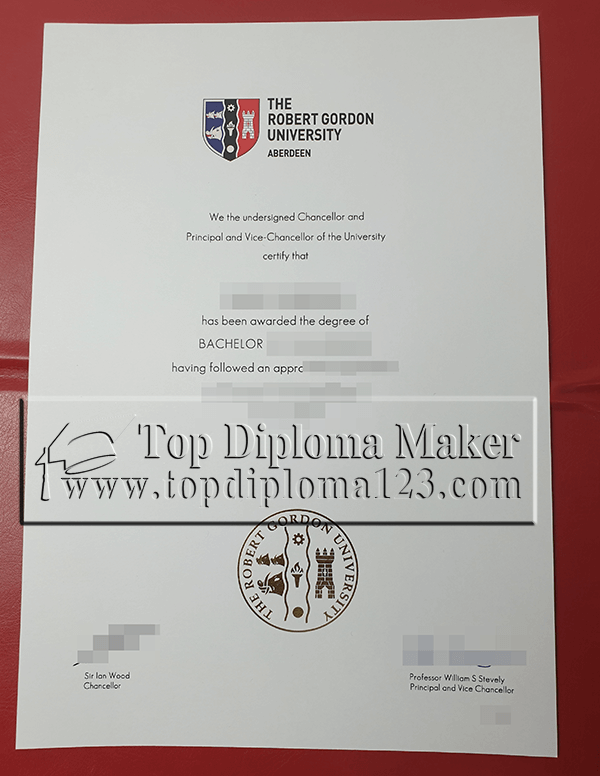 THE
ROBERT GORDON
UNIVERSITY
ABERDEEN
We the undersigned Chancellor and
Principal and Vice-Chancellor of the University
certify that
has been awarded the degree of
BACHELOR
having followed an appro
Top Diploma Maker
www.topdiploma123.com
THE ROBERT GORDON UNIVERSITY
Sir Ian Wood
Chancellor
Professor William S Stevely
Principal and Vice Chancellor